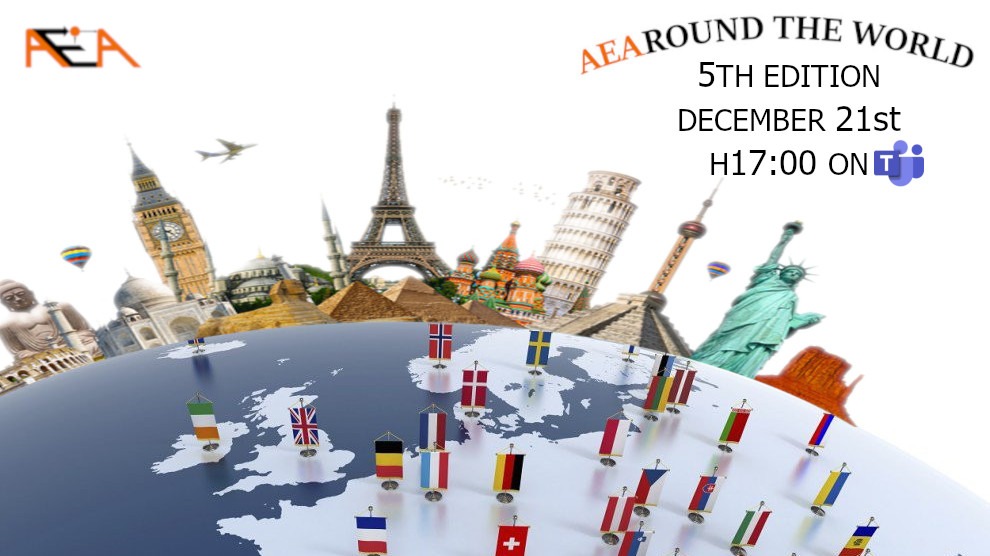 AEA
AEAROUND THE WORLD
5TH EDITION
DECEMBER 21st
H17:00 ON T